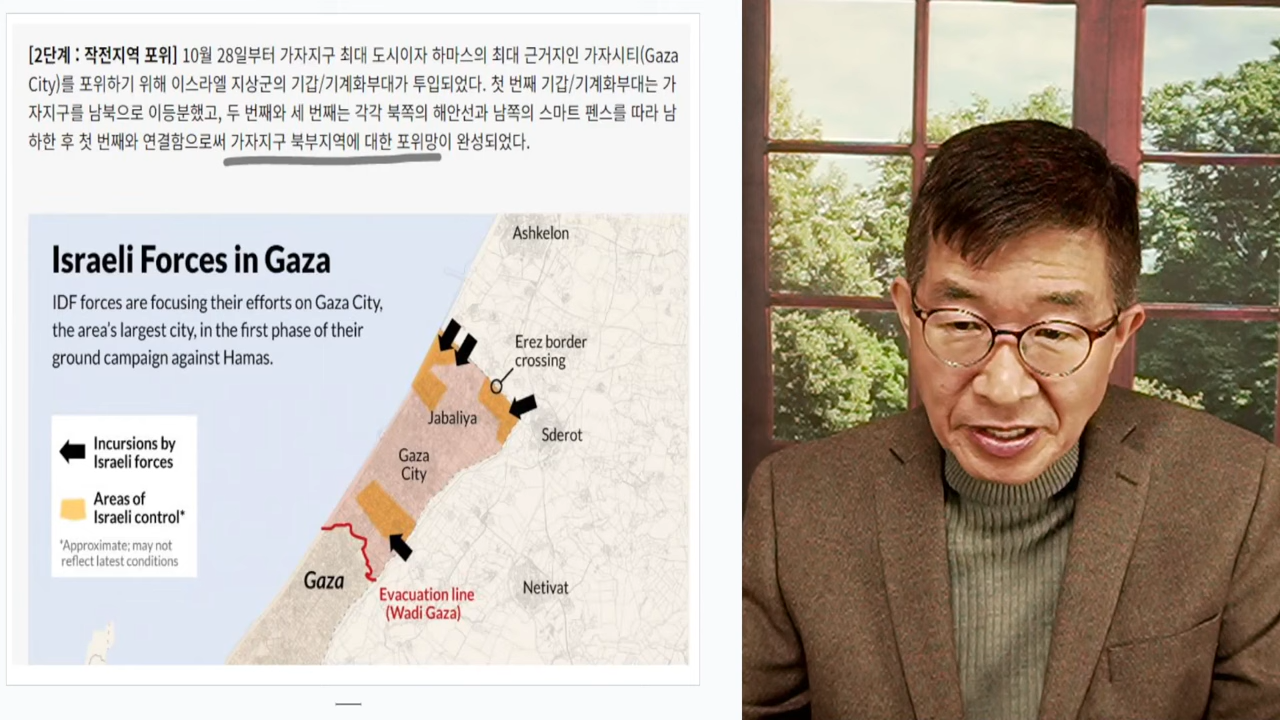 [2단계 : 작전지역 포위] 10월 28일부터 가자지구 최대 도시이자 하마스의 최대 근거지인 가자시티(Gaza
City)를 포위하기 위해 이스라엘 지상군의 기갑/기계화부대가 투입되었다. 첫 번째 기갑/기계화부대는 가
자지구를 남북으로 이등분했고, 두 번째와 세 번째는 각각 북쪽의 해안선과 남쪽의 스마트 펜스를 따라 남
하한 후 첫 번째와 연결함으로써 가자지구 북부지역에 대한 포위망이 완성되었다.
Israeli Forces in Gaza
IDF forces are focusing their efforts on Gaza City,
the area's largest city, in the first phase of their
ground campaign against Hamas.
Incursions by
Israeli forces
Areas of
Israeli control*
*Approximate; may not
reflect latest conditions
Ashkelon
Erez border
crossing
Jabaliya
Sderot
Gaza
City
Gaza
Evacuation line
(Wadi Gaza)
Netivat